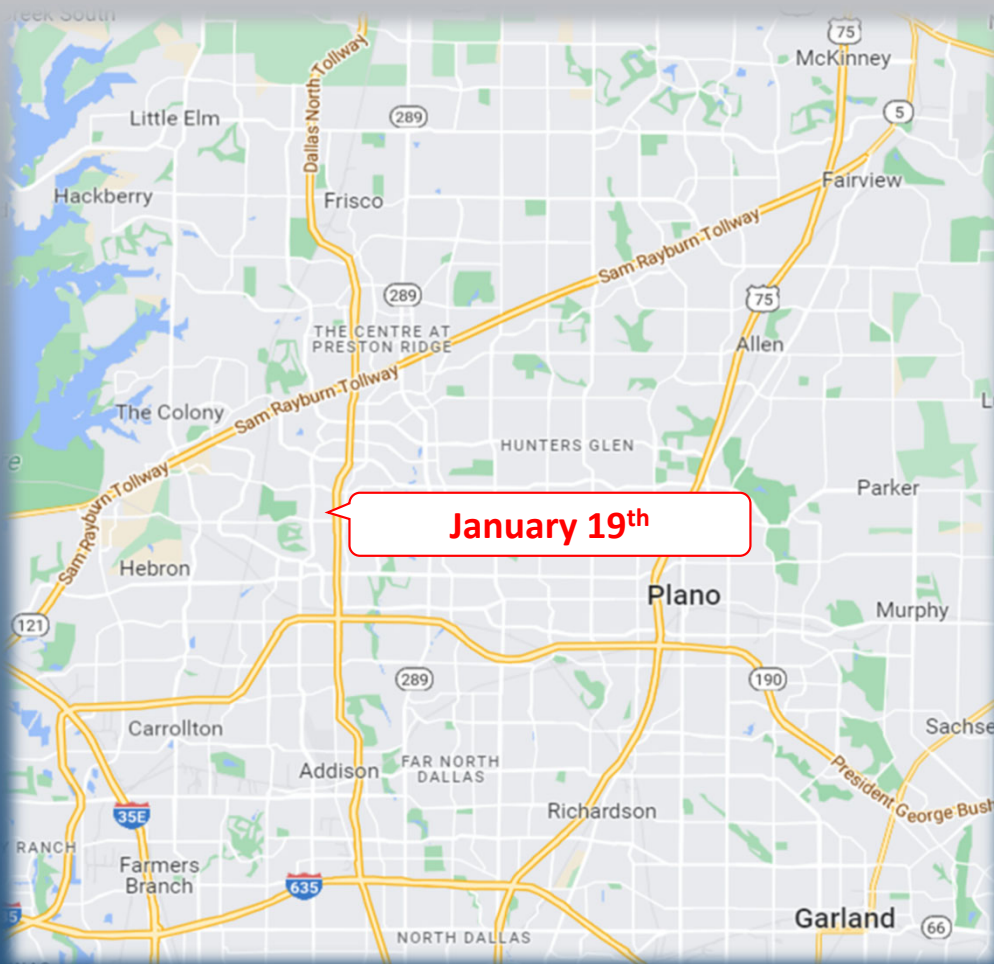 reek South
75
McKinney
Dallas North Tollway
Little Elm
289
5
Hackberry
Frisco
Fairview
Sam Rayburn Tollway
289
75
THE CENTRE AT
PRESTON RIDGE
Allen
Sam Rayburn Tollway
The Colony
HUNTERS GLEN
Sam Rayburn Tollway
Parker
January 19th
Hebron
Plano
Murphy
121
289
190
Carrollton
Sachse
Addison
FAR NORTH
DALLAS
President George Bush
Richardson
35E
RANCH
Farmers
Branch
635
Garland
66
NORTH DALLAS